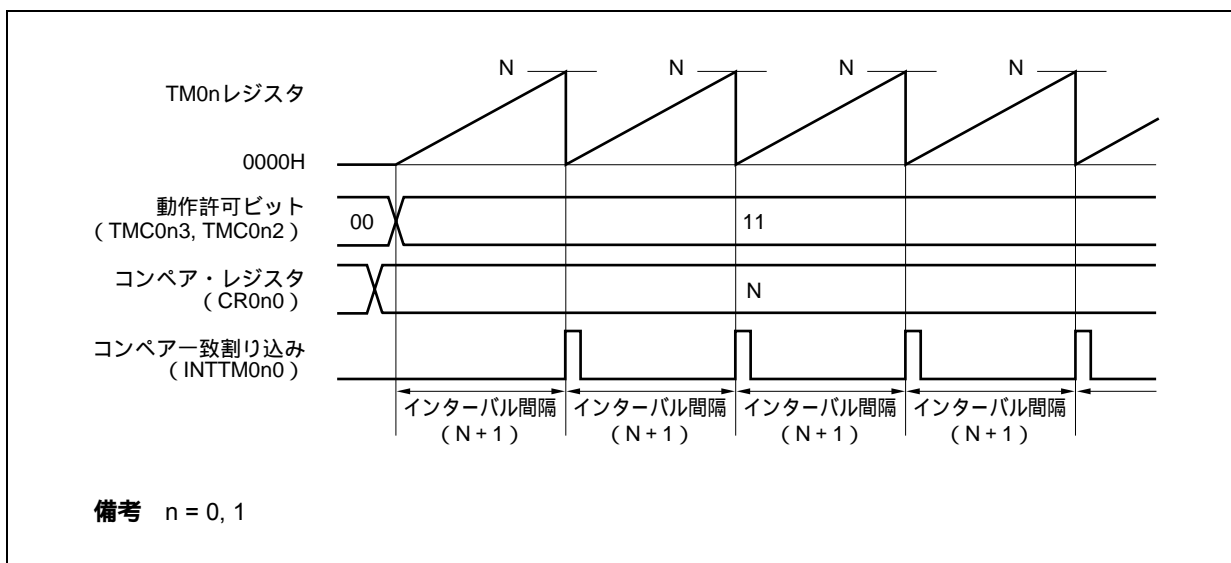 N N N N
TM0nレジスタ
0000H
動作許可ビット
（TMC0n3, TMC0n2）
00 11
コンペア・レジスタ
（CR0n0）
N
コンペア一致割り込み
（INTTM0n0）
インターバル間隔 インターバル間隔 インターバル間隔 インターバル間隔
（N + 1） （N + 1） （N + 1） （N + 1）
備考 n = 0, 1